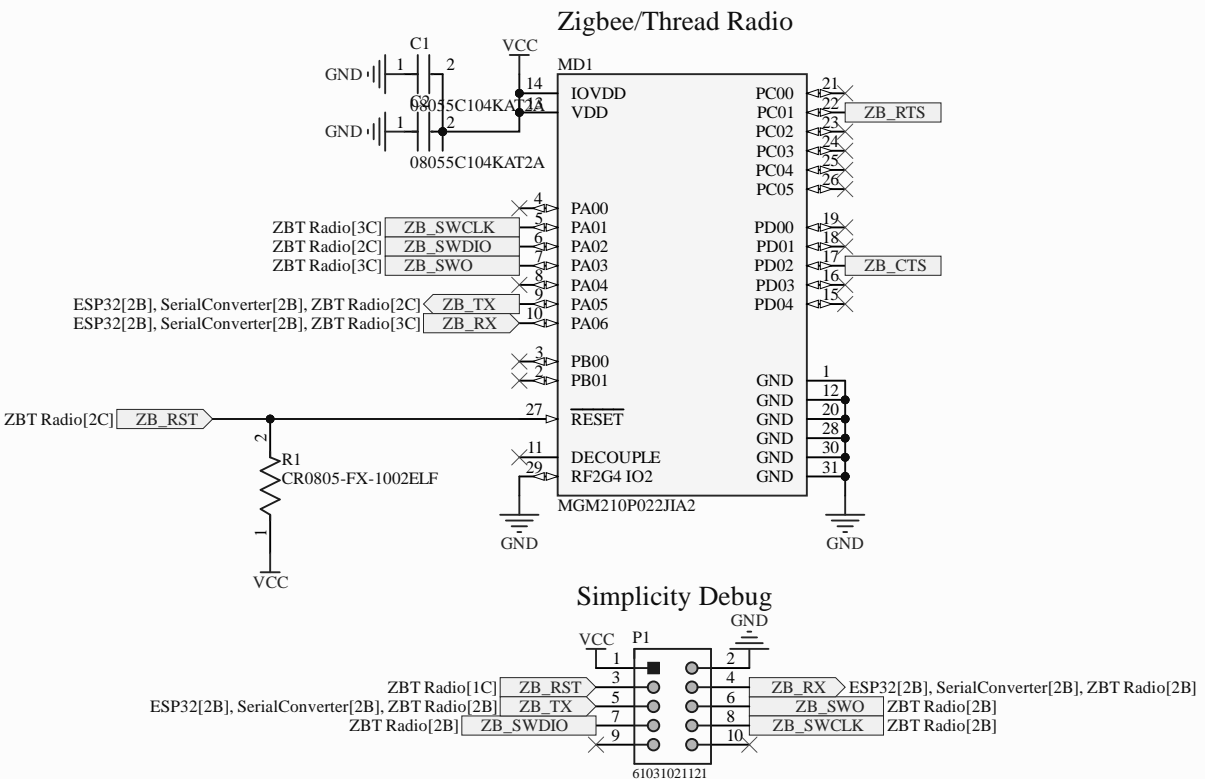 Zigbee/Thread Radio
C1
VCC
GND 1 2
MD1
14 IOVDD
13 VDD
C2
08055C104KAT2A
GND 1 2
08055C104KAT2A
PC00 21
PC01 22 ZB_RTS
PC02 23
PC03 24
PC04 25
PC05 26
4 PA00
ZBT Radio[3C] ZB_SWCLK 5 PA01
ZBT Radio[2C] ZB_SWDIO 6 PA02
ZBT Radio[3C] ZB_SWO 7 PA03
8 PA04
ESP32[2B], SerialConverter[2B], ZBT Radio[2C] ZB_TX 9 PA05
ESP32[2B], SerialConverter[2B], ZBT Radio[3C] ZB_RX 10 PA06
PD00 19
PD01 18
PD02 17 ZB_CTS
PD03 16
PD04 15
3 PB00
2 PB01
GND 1
GND 12
GND 20
GND 28
GND 30
GND 31
ZBT Radio[2C] ZB_RST 27 RESET
2
R1
CR0805-FX-1002ELF
1
VCC
11 DECOUPLE
29 RF2G4 IO2
MGM210P022JIA2
GND
GND
Simplicity Debug
GND
VCC P1
1 2
ZBT Radio[1C] ZB_RST 3 4 ZB_RX ESP32[2B], SerialConverter[2B], ZBT Radio[2B]
ESP32[2B], SerialConverter[2B], ZBT Radio[2B] ZB_TX 5 6 ZB_SWO ZBT Radio[2B]
ZBT Radio[2B] ZB_SWDIO 7 8 ZB_SWCLK ZBT Radio[2B]
9 10
61031021121